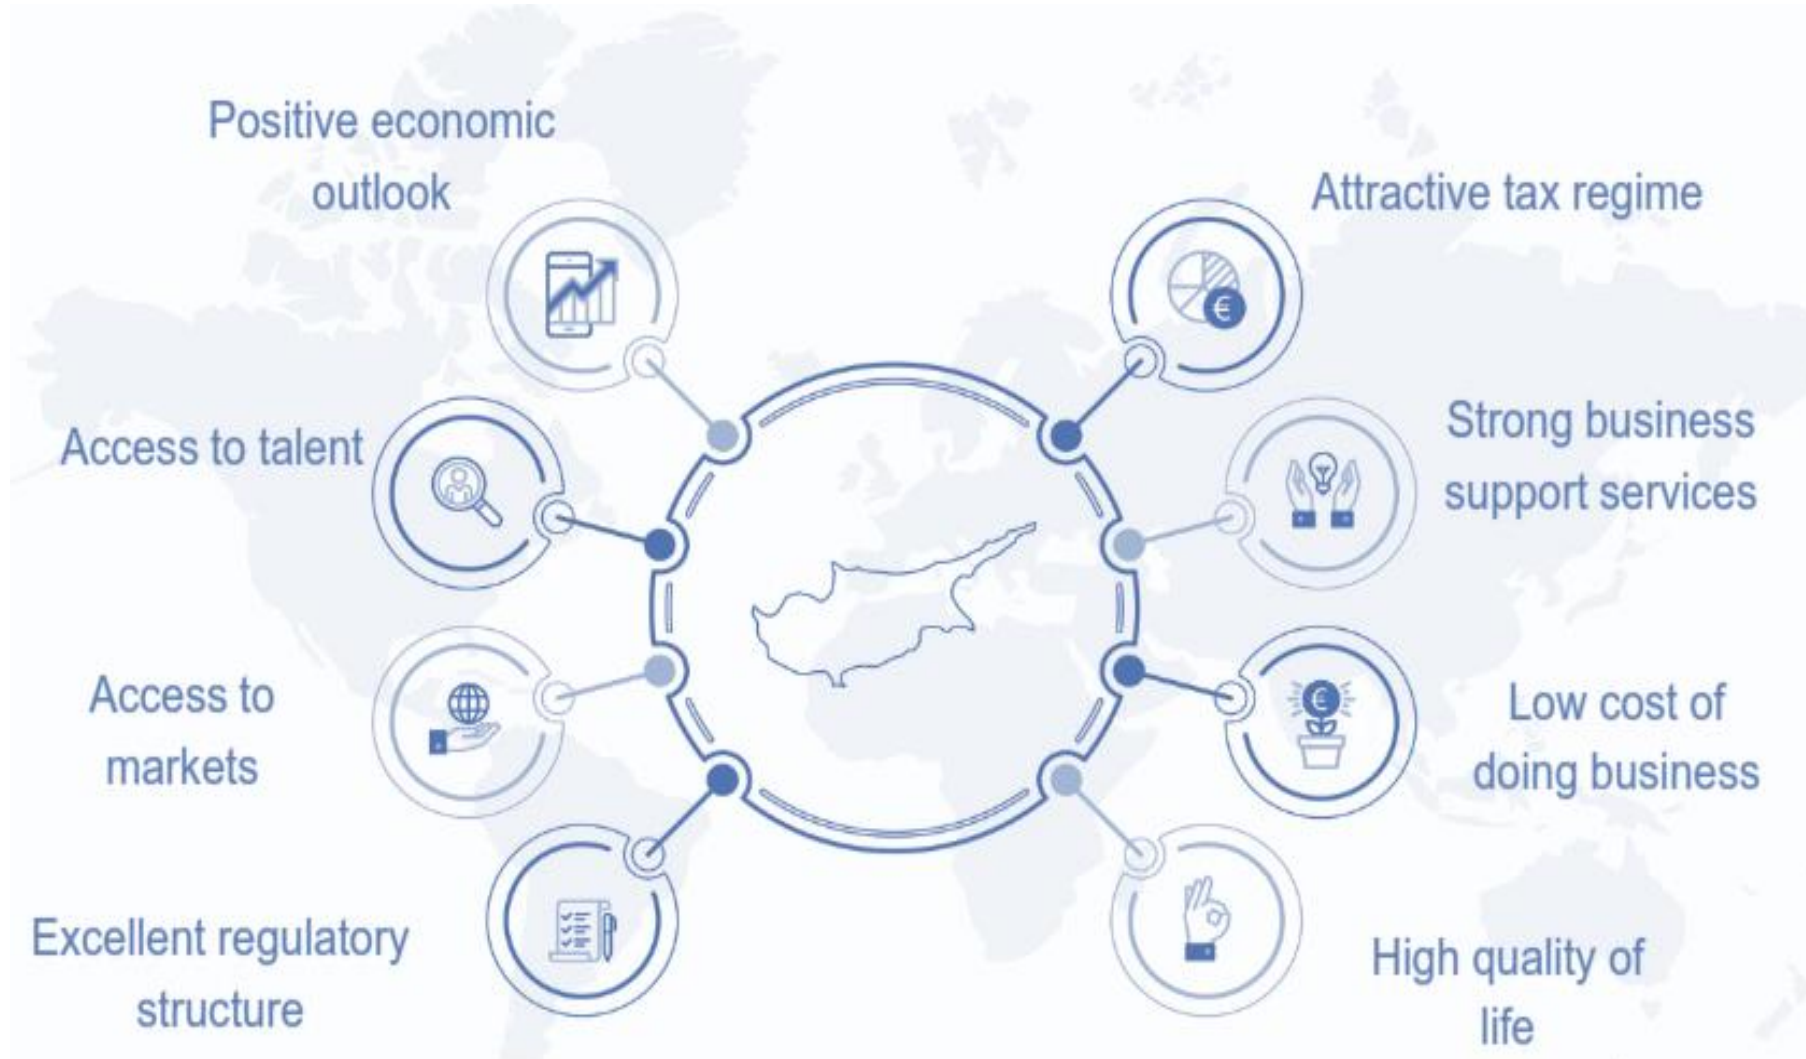 Positive economic
outlook
Access to talent
Access to
markets
Excellent regulatory
structure
Attractive tax regime
Strong business
support services
Low cost of
doing business
High quality of
life
€
€